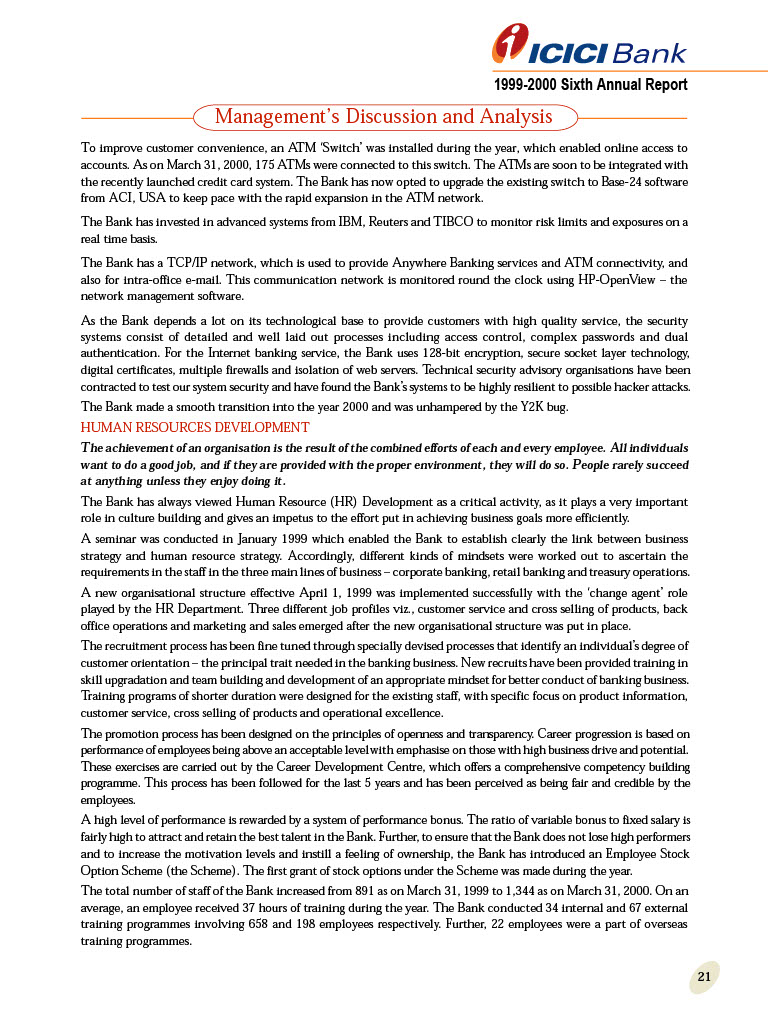 ICICI Bank
1999-2000 Sixth Annual Report
Management's Discussion and Analysis
To improve customer convenience, an ATM 'Switch' was installed during the year, which enabled online access to
accounts. As on March 31, 2000, 175 ATMs were connected to this switch. The ATMs are soon to be integrated with
the recently launched credit card system. The Bank has now opted to upgrade the existing switch to Base-24 software
from ACI, USA to keep pace with the rapid expansion in the ATM network.
The Bank has invested in advanced systems from IBM, Reuters and TIBCO to monitor risk limits and exposures on a
real time basis.
The Bank has a TCP/IP network, which is used to provide Anywhere Banking services and ATM connectivity, and
also for intra-office e-mail. This communication network is monitored round the clock using HP-OpenView – the
network management software.
As the Bank depends a lot on its technological base to provide customers with high quality service, the security
systems consist of detailed and well laid out processes including access control, complex passwords and dual
authentication. For the Internet banking service, the Bank uses 128-bit encryption, secure socket layer technology,
digital certificates, multiple firewalls and isolation of web servers. Technical security advisory organisations have been
contracted to test our system security and have found the Bank's systems to be highly resilient to possible hacker attacks.
The Bank made a smooth transition into the year 2000 and was unhampered by the Y2K bug.
HUMAN RESOURCES DEVELOPMENT
The achievement of an organisation is the result of the combined efforts of each and every employee. All individuals
want to do a good job, and if they are provided with the proper environment, they will do so. People rarely succeed
at anything unless they enjoy doing it.
The Bank has always viewed Human Resource (HR) Development as a critical activity, as it plays a very important
role in culture building and gives an impetus to the effort put in achieving business goals more efficiently.
A seminar was conducted in January 1999 which enabled the Bank to establish clearly the link between business
strategy and human resource strategy. Accordingly, different kinds of mindsets were worked out to ascertain the
requirements in the staff in the three main lines of business – corporate banking, retail banking and treasury operations.
A new organisational structure effective April 1, 1999 was implemented successfully with the 'change agent' role
played by the HR Department. Three different job profiles viz., customer service and cross selling of products, back
office operations and marketing and sales emerged after the new organisational structure was put in place.
The recruitment process has been fine tuned through specially devised processes that identify an individual's degree of
customer orientation – the principal trait needed in the banking business. New recruits have been provided training in
skill upgradation and team building and development of an appropriate mindset for better conduct of banking business.
Training programs of shorter duration were designed for the existing staff, with specific focus on product information,
customer service, cross selling of products and operational excellence.
The promotion process has been designed on the principles of openness and transparency. Career progression is based on
performance of employees being above an acceptable level with emphasise on those with high business drive and potential.
These exercises are carried out by the Career Development Centre, which offers a comprehensive competency building
programme. This process has been followed for the last 5 years and has been perceived as being fair and credible by the
employees.
A high level of performance is rewarded by a system of performance bonus. The ratio of variable bonus to fixed salary is
fairly high to attract and retain the best talent in the Bank. Further, to ensure that the Bank does not lose high performers
and to increase the motivation levels and instill a feeling of ownership, the Bank has introduced an Employee Stock
Option Scheme (the Scheme). The first grant of stock options under the Scheme was made during the year.
The total number of staff of the Bank increased from 891 as on March 31, 1999 to 1,344 as on March 31, 2000. On an
average, an employee received 37 hours of training during the year. The Bank conducted 34 internal and 67 external
training programmes involving 658 and 198 employees respectively. Further, 22 employees were a part of overseas
training programmes.
21